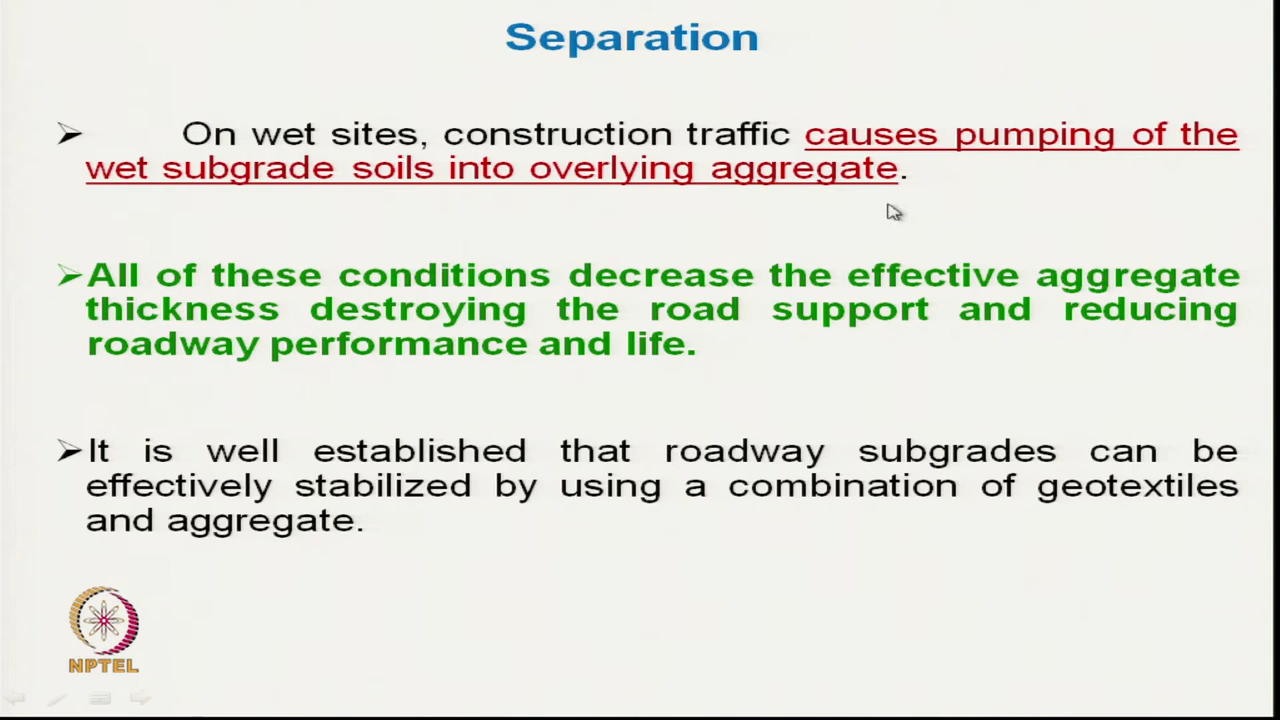 Separation
➢ On wet sites, construction traffic causes pumping of the
wet subgrade soils into overlying aggregate.
➢All of these conditions decrease the effective aggregate
thickness destroying the road support and reducing
roadway performance and life.
➢It is well established that roadway subgrades can be
effectively stabilized by using a combination of geotextiles
and aggregate.
NPTEL